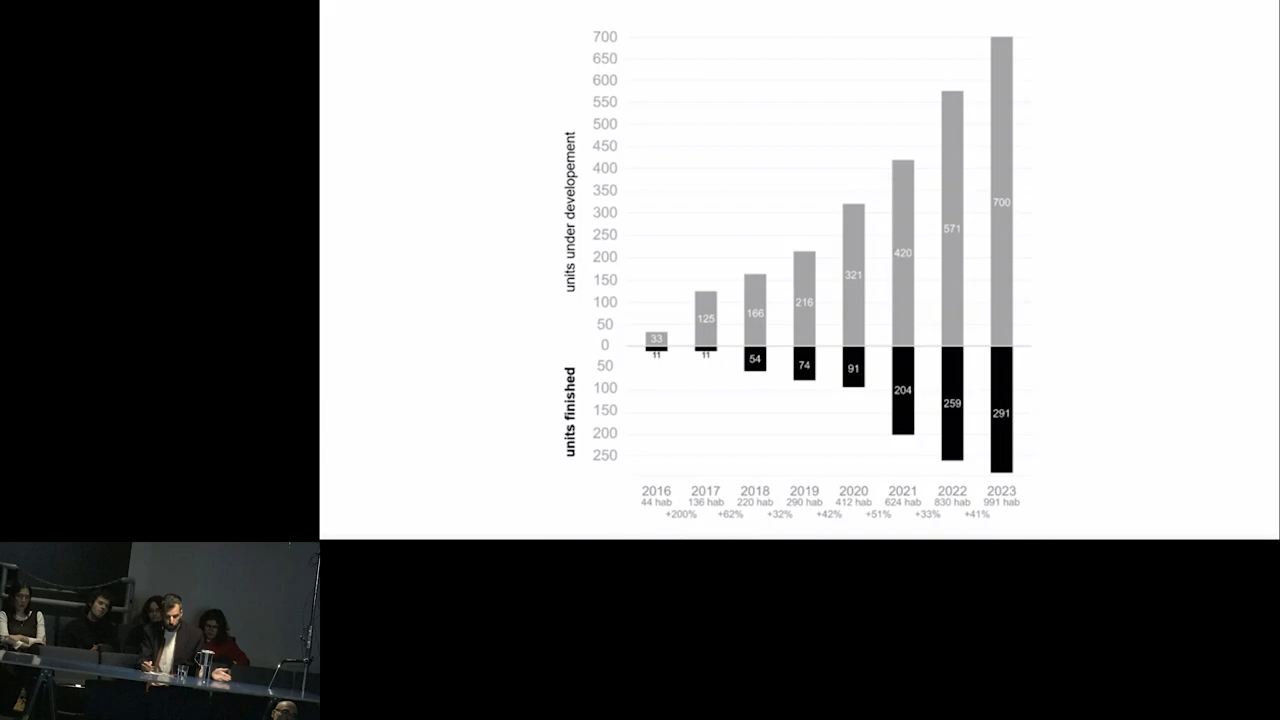 700
650
600
550
500
450
400
350
300
250
200
150
100
50
0
50
100
150
200
250
units under developement
units finished
33 125 166 216 321 420 571 700
11 11 54 74 91 204 259 291
2016 2017 2018 2019 2020 2021 2022 2023
44 hab 136 hab 220 hab 290 hab 412 hab 624 hab 830 hab 991 hab
+200% +62% +32% +42% +51% +33% +41%